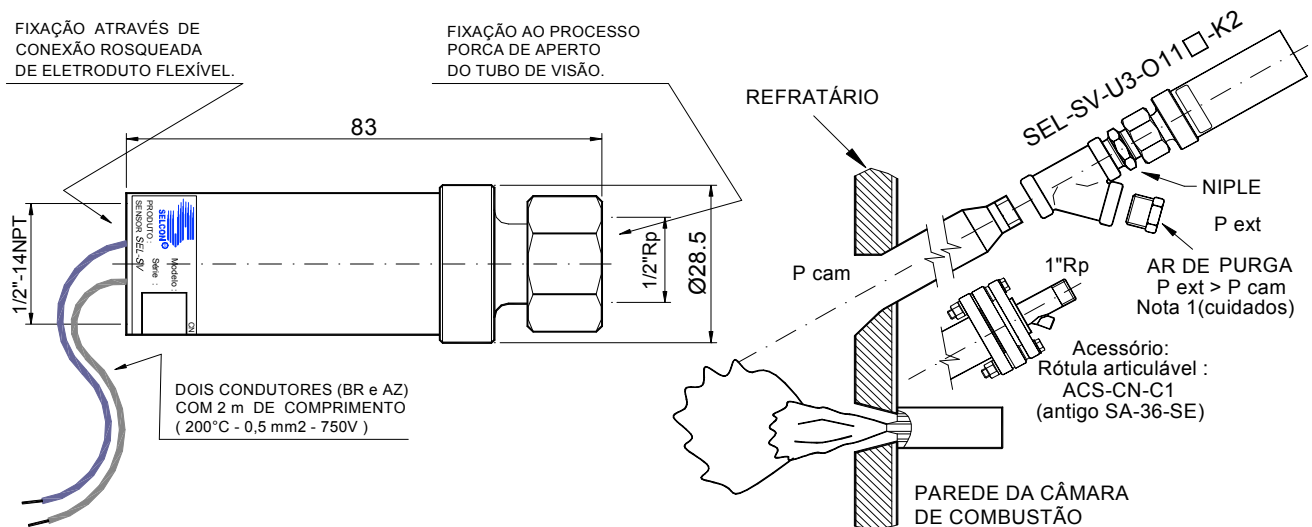 FIXAÇÃO ATRAVÉS DE
CONEXÃO ROSQUEADA
DE ELETRODUTO FLEXÍVEL.
FIXAÇÃO AO PROCESSO
PORCA DE APERTO
DO TUBO DE VISÃO.
83
1/2"-14NPT
SELCON
PRODUTO :
SENSOR SEL-SV
Modelo :
Série :
CN
1/2"Rp
Ø28.5
DOIS CONDUTORES (BR e AZ)
COM 2 m DE COMPRIMENTO
( 200°C - 0,5 mm2 - 750V )
REFRATÁRIO
SEL-SV-U3-O11□-K2
NIPLE
P ext
P cam
AR DE PURGA
P ext > P cam
Nota 1(cuidados)
1"Rp
Acessório:
Rótula articulável :
ACS-CN-C1
(antigo SA-36-SE)
PAREDE DA CÂMARA
DE COMBUSTÃO